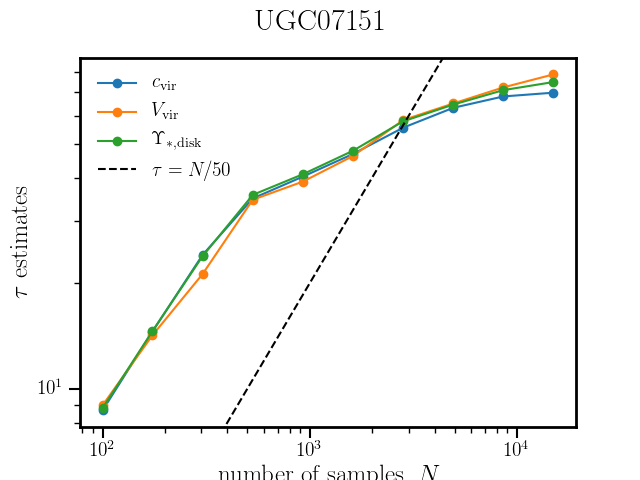 UGC07151
c_vir
V_vir
Υ_*,disk
τ = N/50
τ estimates
10^1
10^2
10^3
10^4
number of samples, N